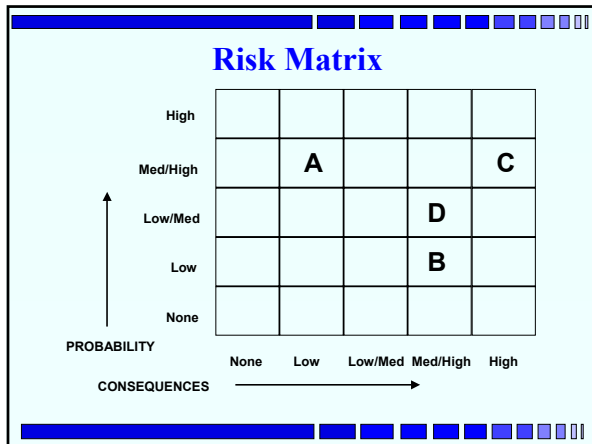 Risk Matrix
High
Med/High A C
Low/Med D
Low B
None
PROBABILITY
None Low Low/Med Med/High High
CONSEQUENCES